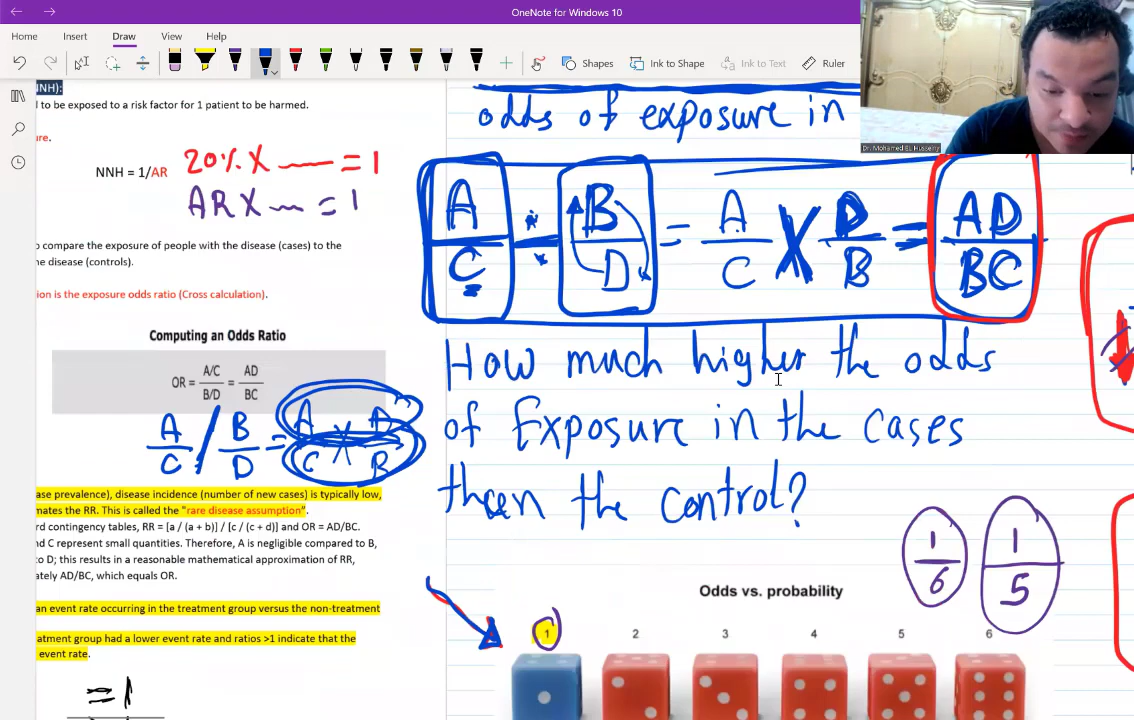 OneNote for Windows 10
Home Insert Draw View Help
Shapes
Ink to Shape
Ink to Text
Ruler
Dr. Mohamed EL Husseiny
NNH):
l to be exposed to a risk factor for 1 patient to be harmed.
ure.
NNH = 1/AR
20% X — = 1
AR X — = 1
o compare the exposure of people with the disease (cases) to the
he disease (controls).
ion is the exposure odds ratio (Cross calculation).
Computing an Odds Ratio
OR = A/C / B/D = AD / BC
A/C / B/D = A/C X D/B
ase prevalence), disease incidence (number of new cases) is typically low,
mates the RR. This is called the "rare disease assumption".
rd contingency tables, RR = [a / (a + b)] / [c / (c + d)] and OR = AD/BC.
nd C represent small quantities. Therefore, A is negligible compared to B,
to D; this results in a reasonable mathematical approximation of RR,
ately AD/BC, which equals OR.
an event rate occurring in the treatment group versus the non-treatment
eatment group had a lower event rate and ratios >1 indicate that the
event rate.
= 1
odds of exposure in
A/C ÷ B/D = A/C X D/B = AD/BC
How much higher the odds
of Exposure in the cases
than the control?
1/6 1/5
Odds vs. probability
1 2 3 4 5 6